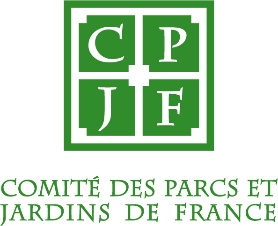 C P
J F
COMITÉ DES PARCS ET
JARDINS DE FRANCE